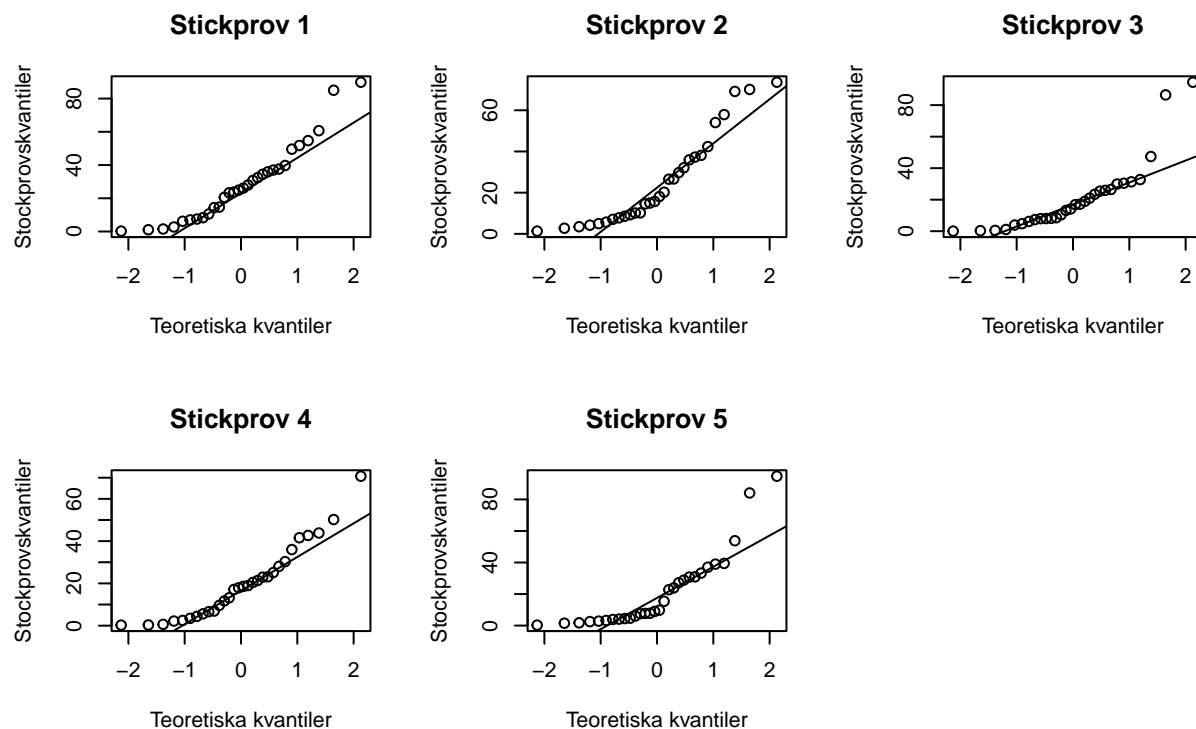 Stickprov 1
Stockprovskvantiler
0 40 80
−2 −1 0 1 2
Teoretiska kvantiler
Stickprov 2
Stockprovskvantiler
0 20 40 60
−2 −1 0 1 2
Teoretiska kvantiler
Stickprov 3
Stockprovskvantiler
0 40 80
−2 −1 0 1 2
Teoretiska kvantiler
Stickprov 4
Stockprovskvantiler
0 20 40 60
−2 −1 0 1 2
Teoretiska kvantiler
Stickprov 5
Stockprovskvantiler
0 40 80
−2 −1 0 1 2
Teoretiska kvantiler